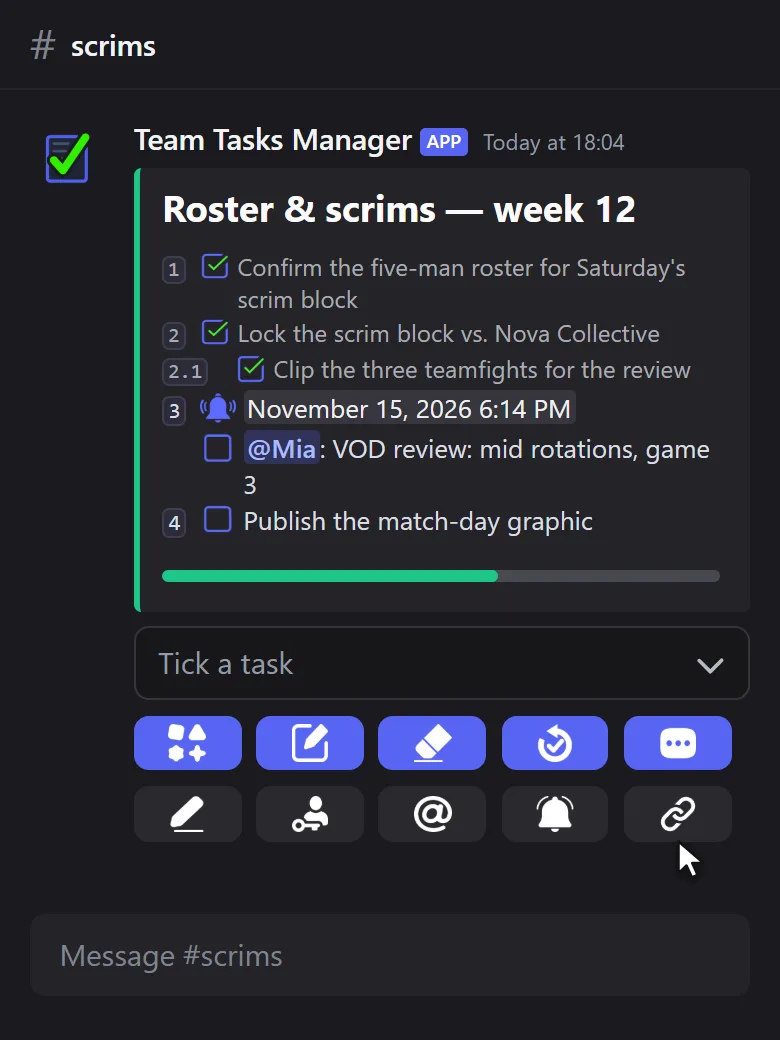 # scrims
Team Tasks Manager APP Today at 18:04
Roster & scrims — week 12
1 Confirm the five-man roster for Saturday's
scrim block
2 Lock the scrim block vs. Nova Collective
2.1 Clip the three teamfights for the review
3 November 15, 2026 6:14 PM
@Mia: VOD review: mid rotations, game
3
4 Publish the match-day graphic
Tick a task
Message #scrims